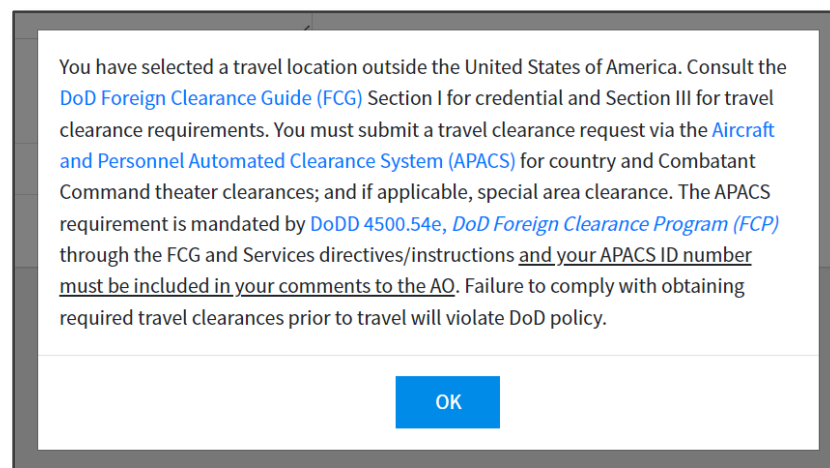 You have selected a travel location outside the United States of America. Consult the
DoD Foreign Clearance Guide (FCG) Section I for credential and Section III for travel
clearance requirements. You must submit a travel clearance request via the Aircraft
and Personnel Automated Clearance System (APACS) for country and Combatant
Command theater clearances; and if applicable, special area clearance. The APACS
requirement is mandated by DoDD 4500.54e, DoD Foreign Clearance Program (FCP)
through the FCG and Services directives/instructions and your APACS ID number
must be included in your comments to the AO. Failure to comply with obtaining
required travel clearances prior to travel will violate DoD policy.
OK